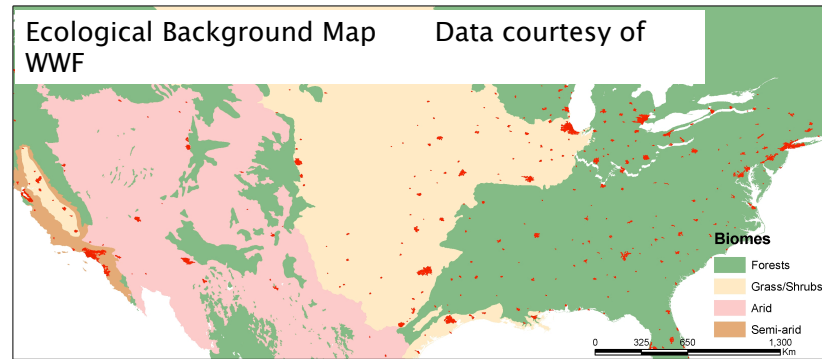 Ecological Background Map Data courtesy of
WWF
Biomes
Forests
Grass/Shrubs
Arid
Semi-arid
0 325 650 1,300
Km